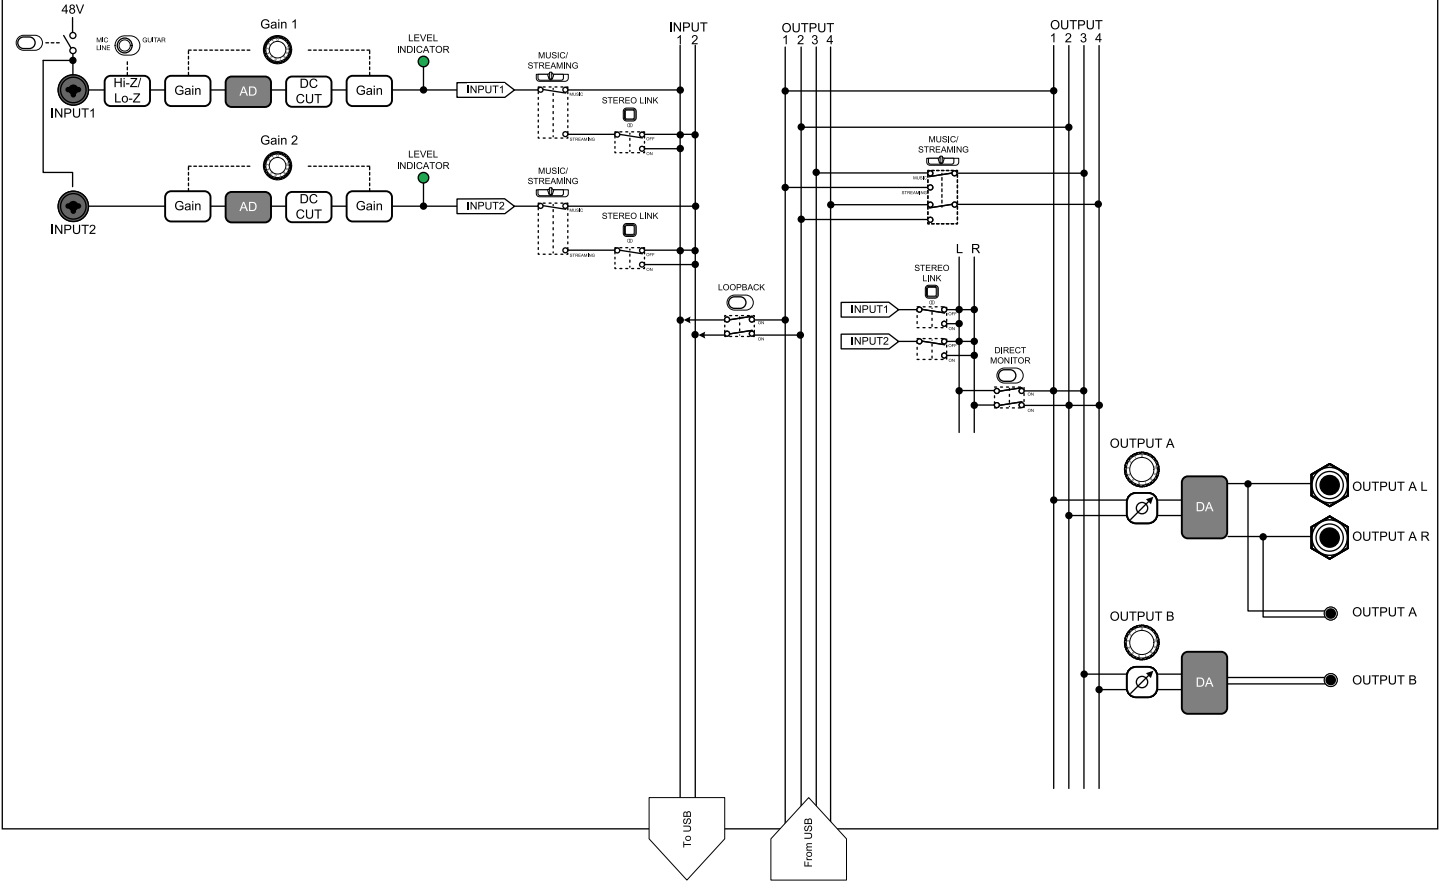 48V
MIC
LINE
GUITAR
Gain 1
LEVEL
INDICATOR
MUSIC/
STREAMING
Hi-Z/
Lo-Z
Gain
AD
DC
CUT
Gain
INPUT1
INPUT1
MUSIC
STEREO LINK
STREAMING
OFF
ON
Gain 2
LEVEL
INDICATOR
MUSIC/
STREAMING
Gain
AD
DC
CUT
Gain
INPUT2
INPUT2
MUSIC
STEREO LINK
STREAMING
OFF
ON
INPUT
1 2
OUTPUT
1 2 3 4
OUTPUT
1 2 3 4
MUSIC/
STREAMING
MUSIC
STREAMING
L R
STEREO
LINK
INPUT1
OFF
ON
INPUT2
OFF
ON
LOOPBACK
ON
ON
DIRECT
MONITOR
ON
ON
OUTPUT A
DA
OUTPUT A L
OUTPUT A R
OUTPUT A
OUTPUT B
DA
OUTPUT B
To USB
From USB